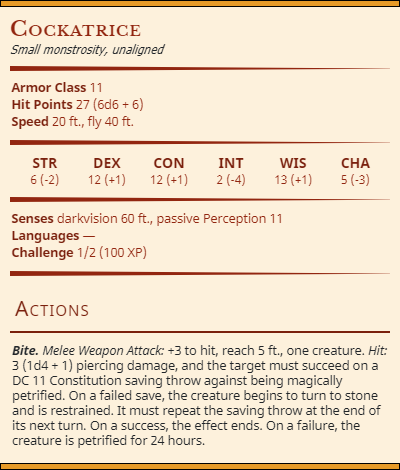 Cockatrice
Small monstrosity, unaligned
Armor Class 11
Hit Points 27 (6d6 + 6)
Speed 20 ft., fly 40 ft.
STR DEX CON INT WIS CHA
6 (-2) 12 (+1) 12 (+1) 2 (-4) 13 (+1) 5 (-3)
Senses darkvision 60 ft., passive Perception 11
Languages —
Challenge 1/2 (100 XP)
Actions
Bite. Melee Weapon Attack: +3 to hit, reach 5 ft., one creature. Hit:
3 (1d4 + 1) piercing damage, and the target must succeed on a
DC 11 Constitution saving throw against being magically
petrified. On a failed save, the creature begins to turn to stone
and is restrained. It must repeat the saving throw at the end of
its next turn. On a success, the effect ends. On a failure, the
creature is petrified for 24 hours.